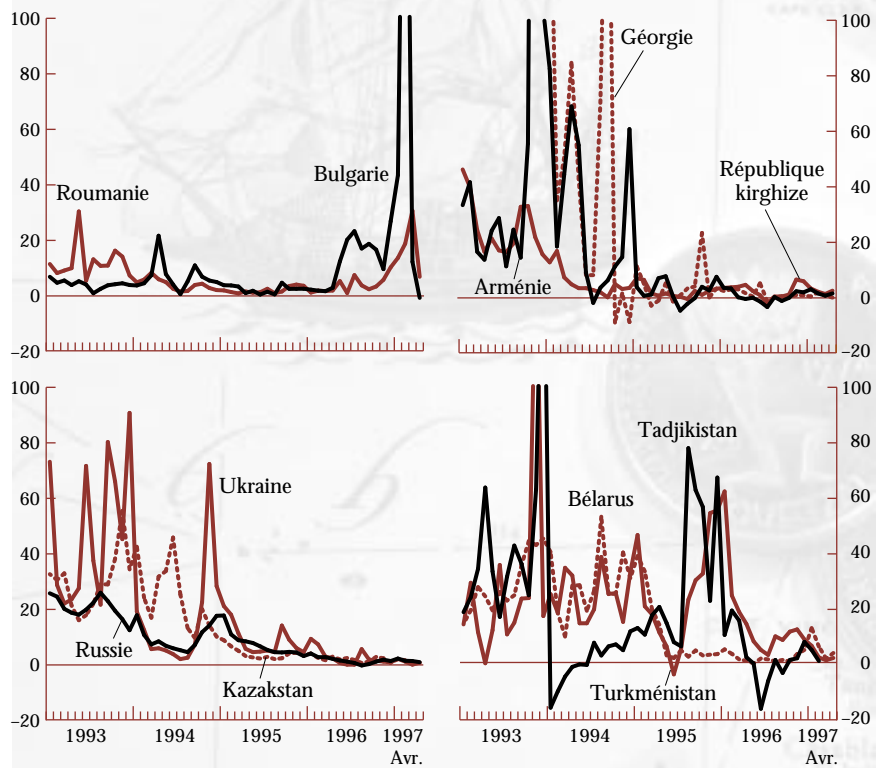 100
80
60
40
20
0
–20
Roumanie
Bulgarie
100
80
60
40
20
0
–20
Géorgie
République
kirghize
Arménie
100
80
60
40
20
0
–20
Ukraine
Russie
Kazakstan
1993 1994 1995 1996 1997
Avr.
100
80
60
40
20
0
–20
Tadjikistan
Bélarus
Turkménistan
1993 1994 1995 1996 1997
Avr.